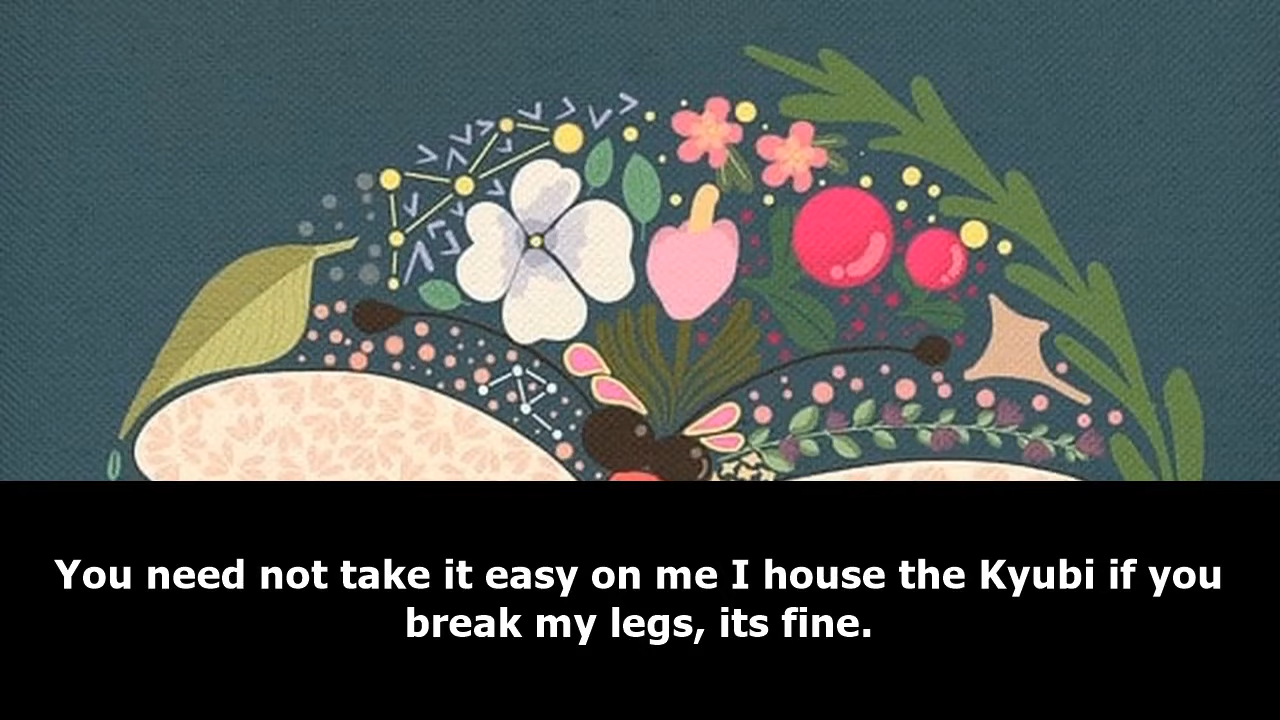 You need not take it easy on me I house the Kyubi if you
break my legs, its fine.